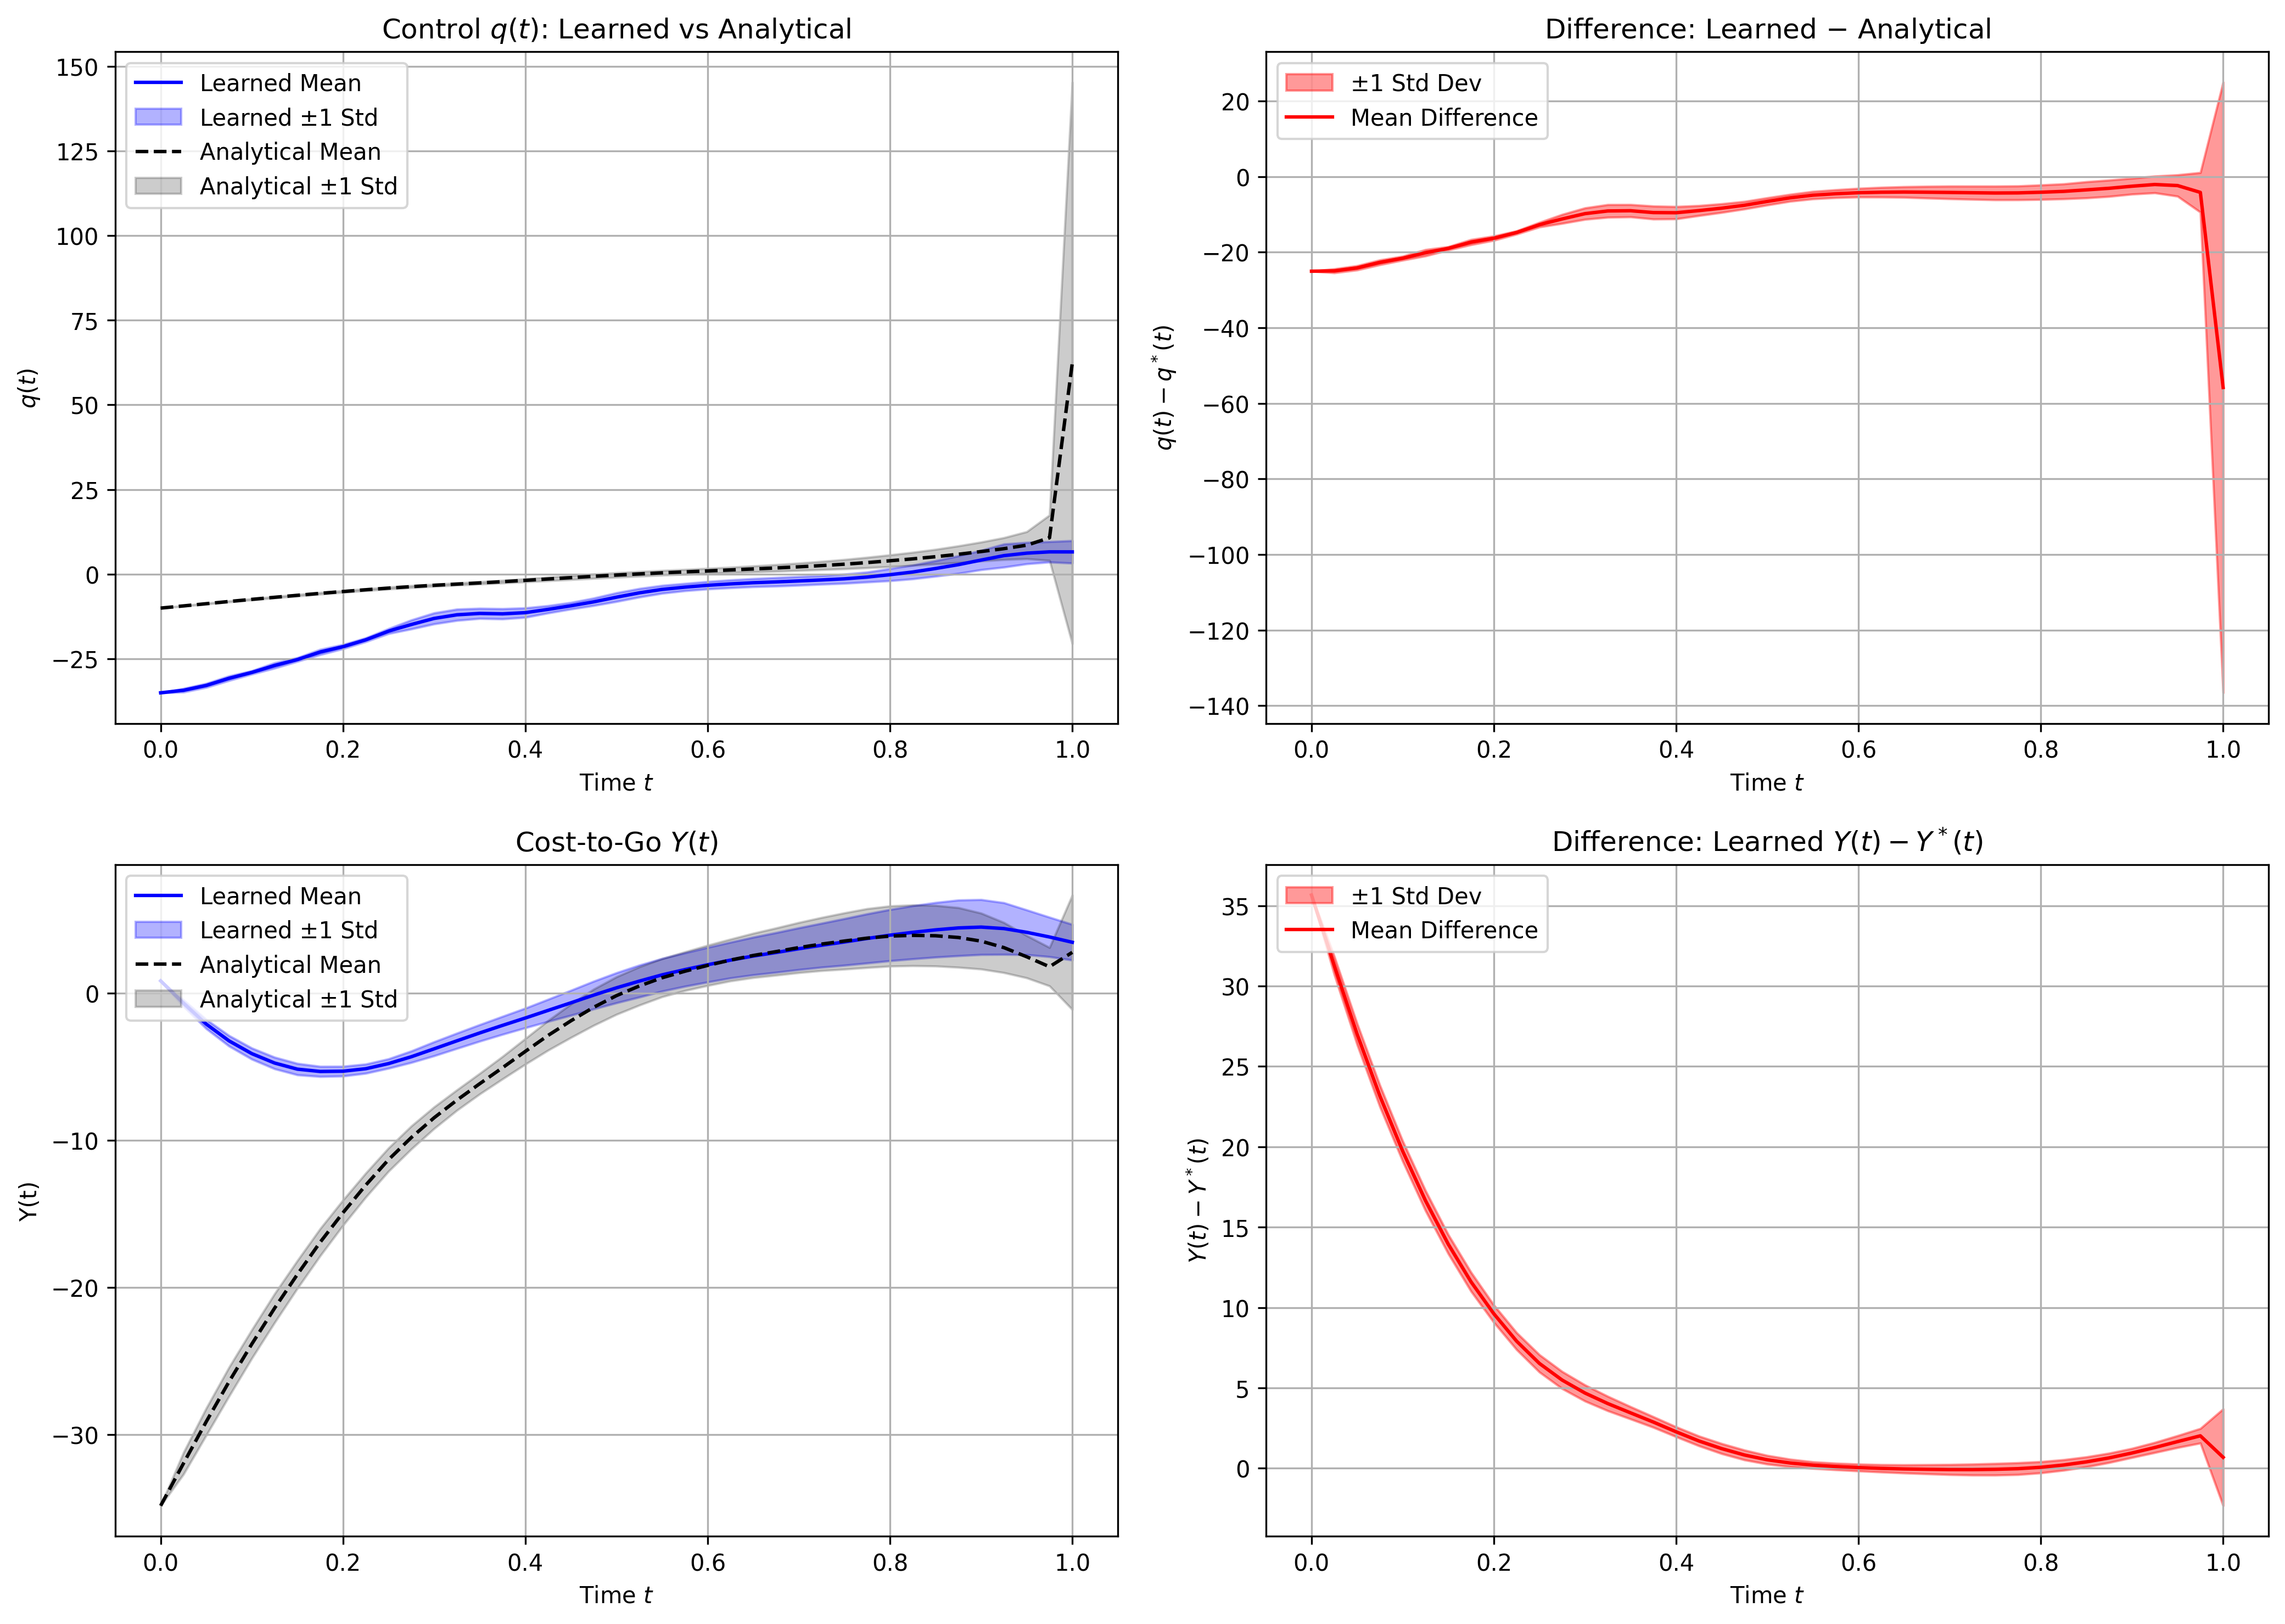 Control q(t): Learned vs Analytical
Learned Mean
Learned ±1 Std
Analytical Mean
Analytical ±1 Std
150
125
100
75
50
25
0
−25
q(t)
0.0 0.2 0.4 0.6 0.8 1.0
Time t
Difference: Learned − Analytical
±1 Std Dev
Mean Difference
20
0
−20
−40
−60
−80
−100
−120
−140
q(t) − q*(t)
0.0 0.2 0.4 0.6 0.8 1.0
Time t
Cost-to-Go Y(t)
Learned Mean
Learned ±1 Std
Analytical Mean
Analytical ±1 Std
0
−10
−20
−30
Y(t)
0.0 0.2 0.4 0.6 0.8 1.0
Time t
Difference: Learned Y(t) − Y*(t)
±1 Std Dev
Mean Difference
35
30
25
20
15
10
5
0
Y(t) − Y*(t)
0.0 0.2 0.4 0.6 0.8 1.0
Time t